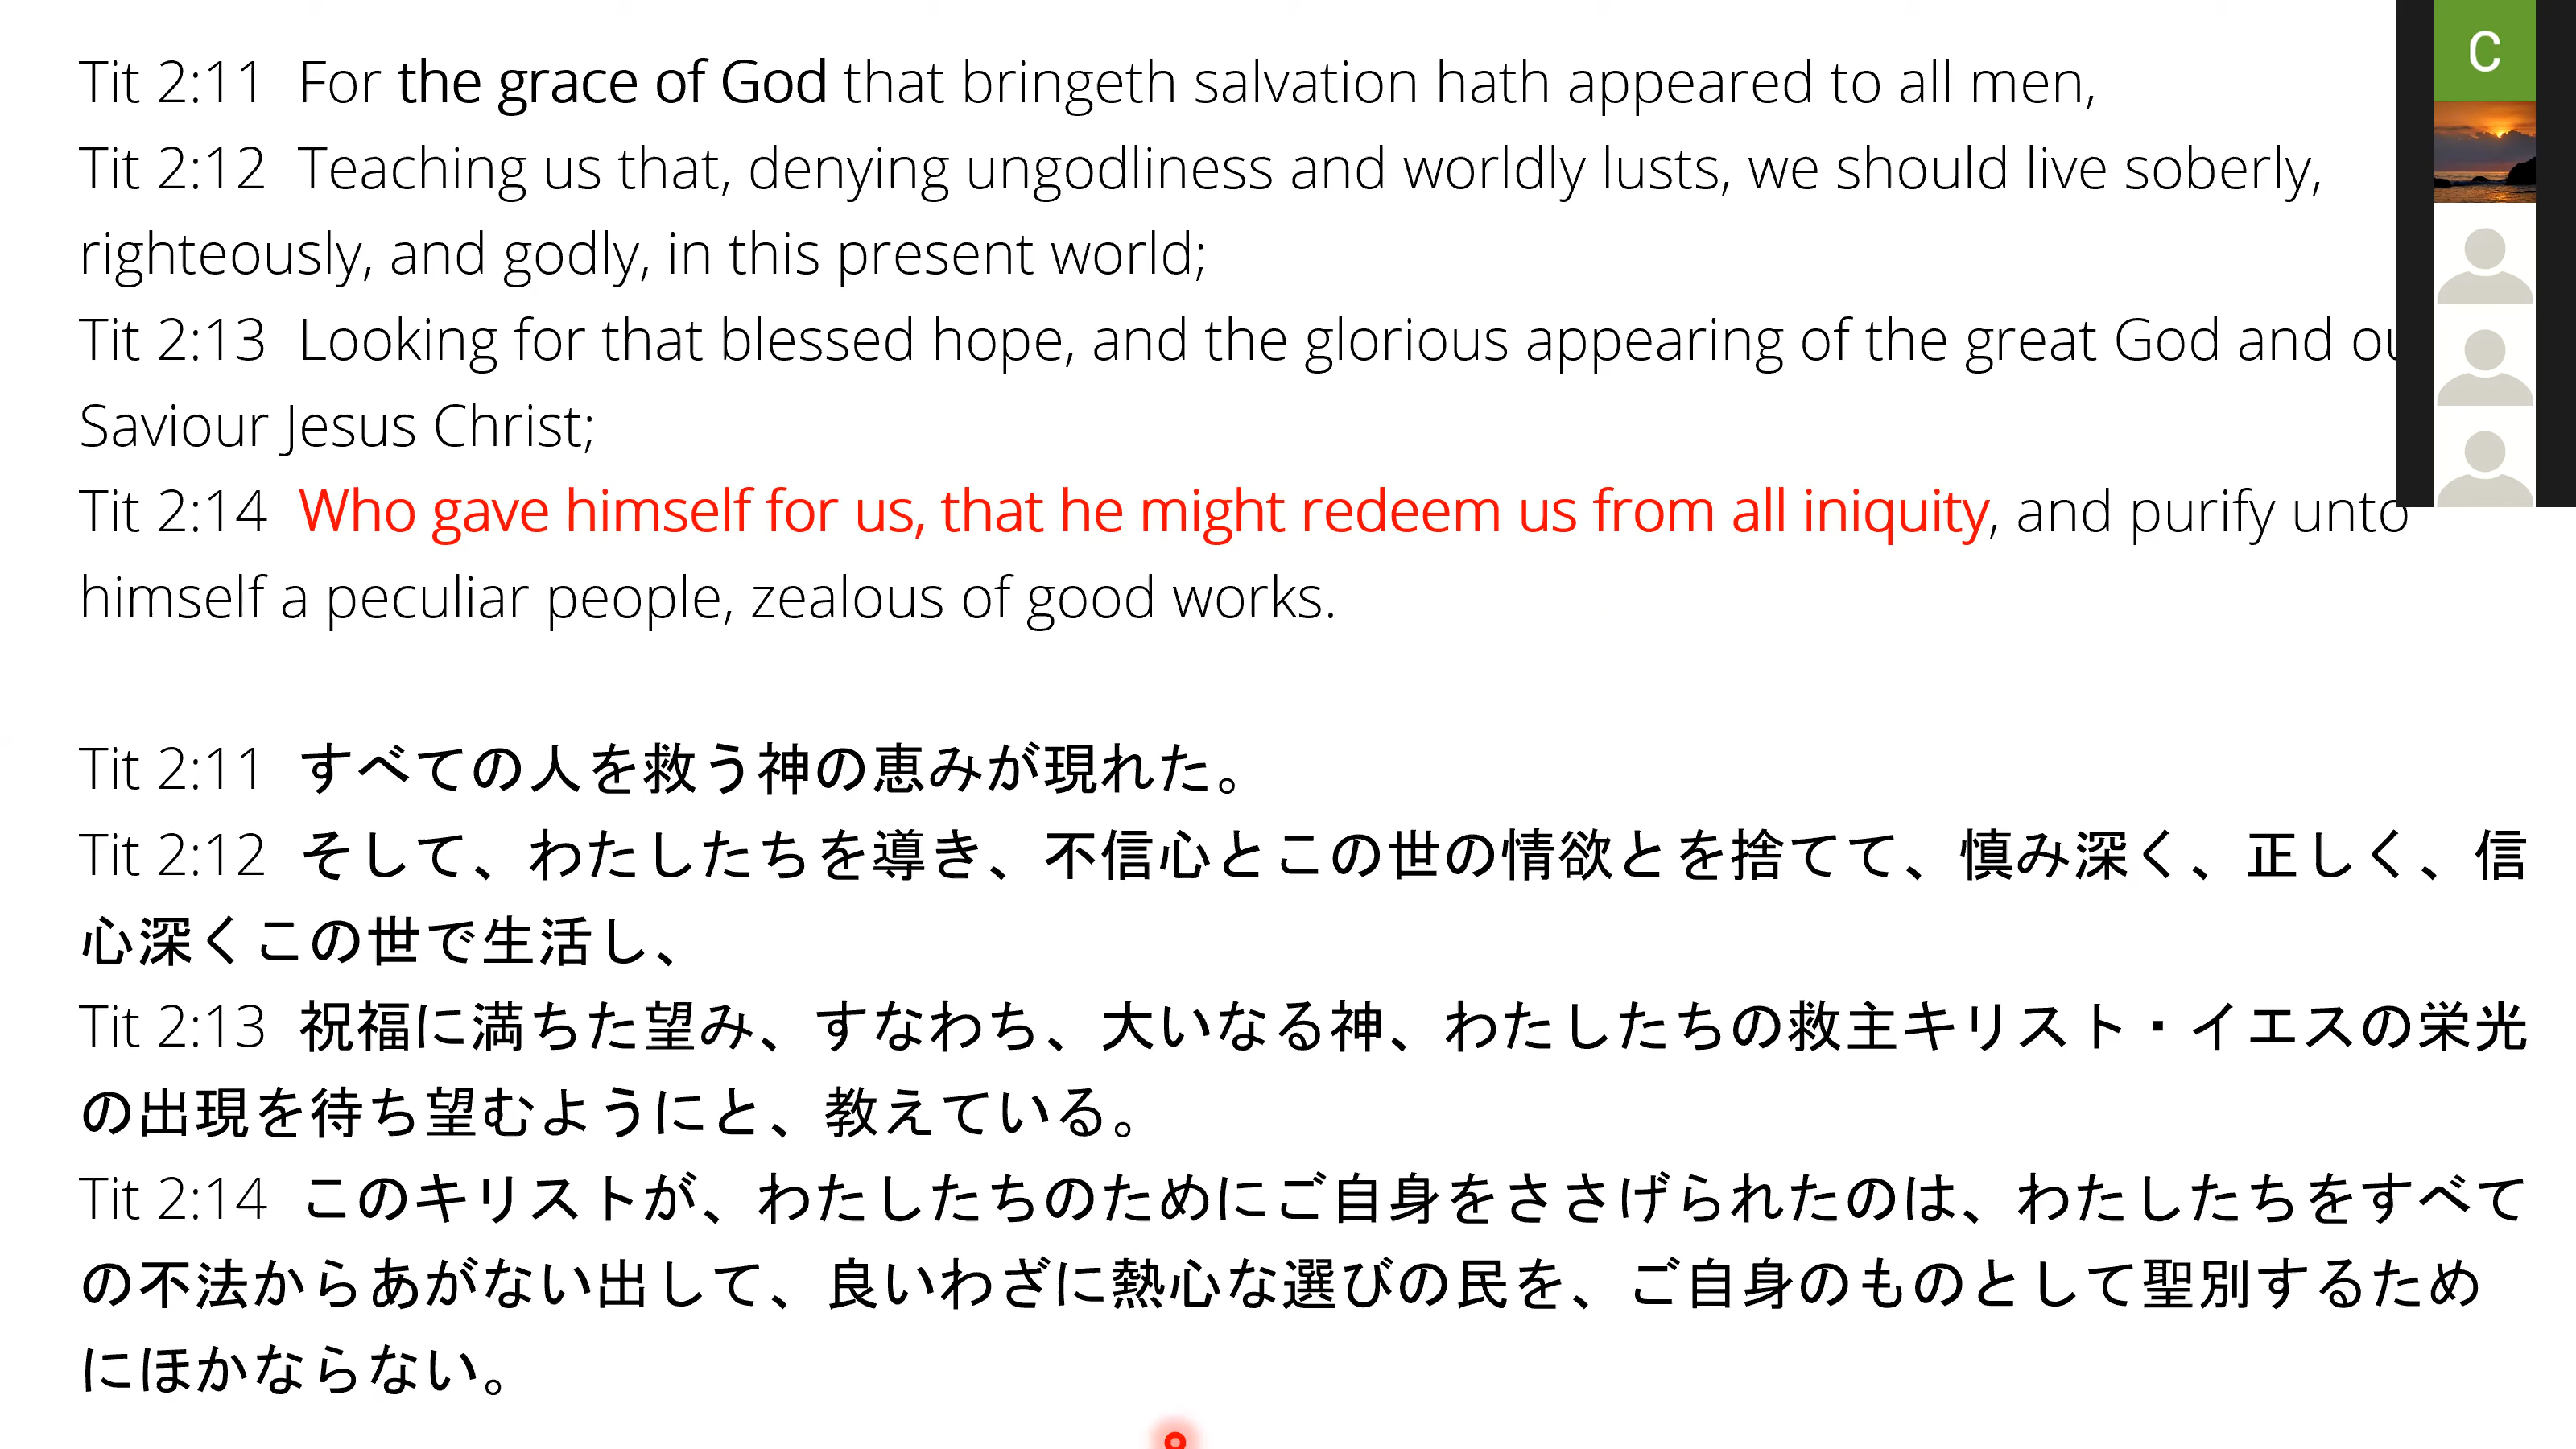 Tit 2:11 For the grace of God that bringeth salvation hath appeared to all men,
Tit 2:12 Teaching us that, denying ungodliness and worldly lusts, we should live soberly,
righteously, and godly, in this present world;
Tit 2:13 Looking for that blessed hope, and the glorious appearing of the great God and
Saviour Jesus Christ;
Tit 2:14 Who gave himself for us, that he might redeem us from all iniquity, and purify unto
himself a peculiar people, zealous of good works.
Tit 2:11 すべての人を救う神の恵みが現れた。
Tit 2:12 そして、わたしたちを導き、不信心とこの世の情欲とを捨てて、慎み深く、正しく、信
心深くこの世で生活し、
Tit 2:13 祝福に満ちた望み、すなわち、大いなる神、わたしたちの救主キリスト・イエスの栄光
の出現を待ち望むようにと、教えている。
Tit 2:14 このキリストが、わたしたちのためにご自身をささげられたのは、わたしたちをすべて
の不法からあがない出して、良いわざに熱心な選びの民を、ご自身のものとして聖別するため
にほかならない。
C